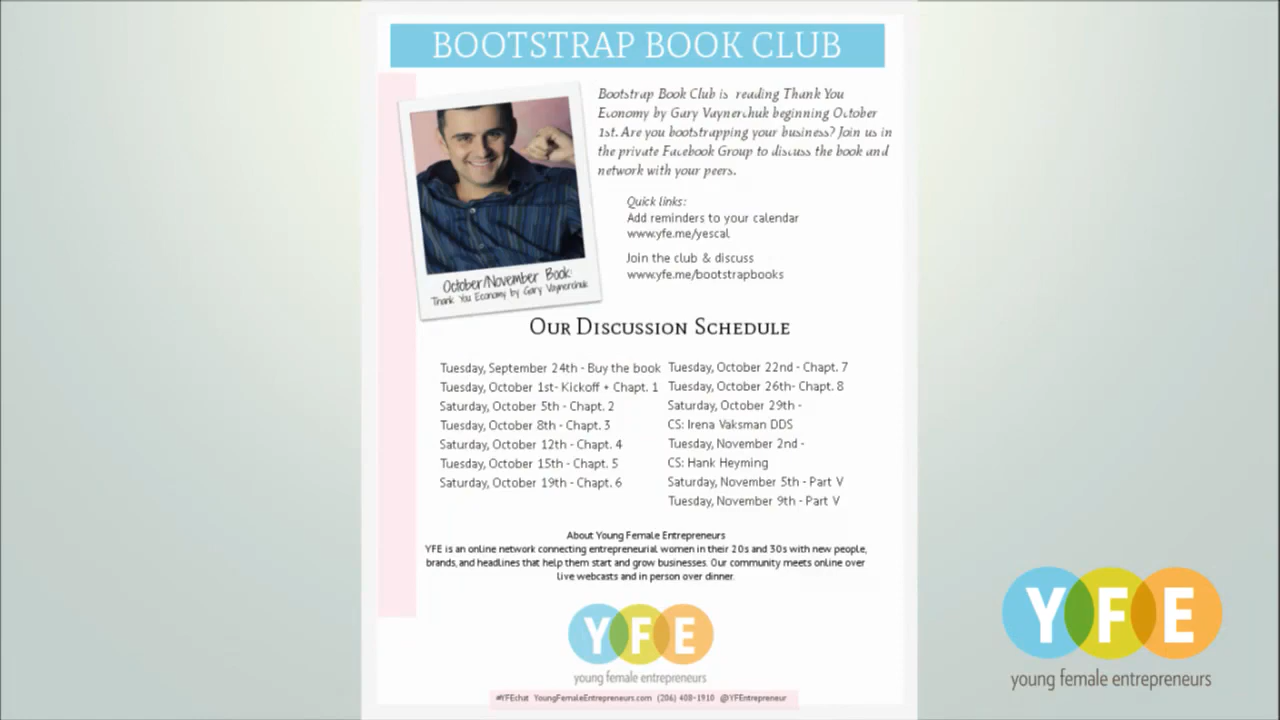 BOOTSTRAP BOOK CLUB
Bootstrap Book Club is reading Thank You
Economy by Gary Vaynerchuk beginning October
1st. Are you bootstrapping your business? Join us in
the private Facebook Group to discuss the book and
network with your peers.
Quick links:
Add reminders to your calendar
www.yfe.me/yescal
Join the club & discuss
www.yfe.me/bootstrapbooks
October/November Book:
Thank You Economy by Gary Vaynerchuk
Our Discussion Schedule
Tuesday, September 24th - Buy the book
Tuesday, October 1st- Kickoff + Chapt. 1
Saturday, October 5th - Chapt. 2
Tuesday, October 8th - Chapt. 3
Saturday, October 12th - Chapt. 4
Tuesday, October 15th - Chapt. 5
Saturday, October 19th - Chapt. 6
Tuesday, October 22nd - Chapt. 7
Tuesday, October 26th- Chapt. 8
Saturday, October 29th -
CS: Irena Vaksman DDS
Tuesday, November 2nd -
CS: Hank Heyming
Saturday, November 5th - Part V
Tuesday, November 9th - Part V
About Young Female Entrepreneurs
YFE is an online network connecting entrepreneurial women in their 20s and 30s with new people,
brands, and headlines that help them start and grow businesses. Our community meets online over
live webcasts and in person over dinner.
YFE
young female entrepreneurs
#YFEchat YoungFemaleEntrepreneurs.com (206) 408-1910 @YFEntrepreneur
YFE
young female entrepreneurs